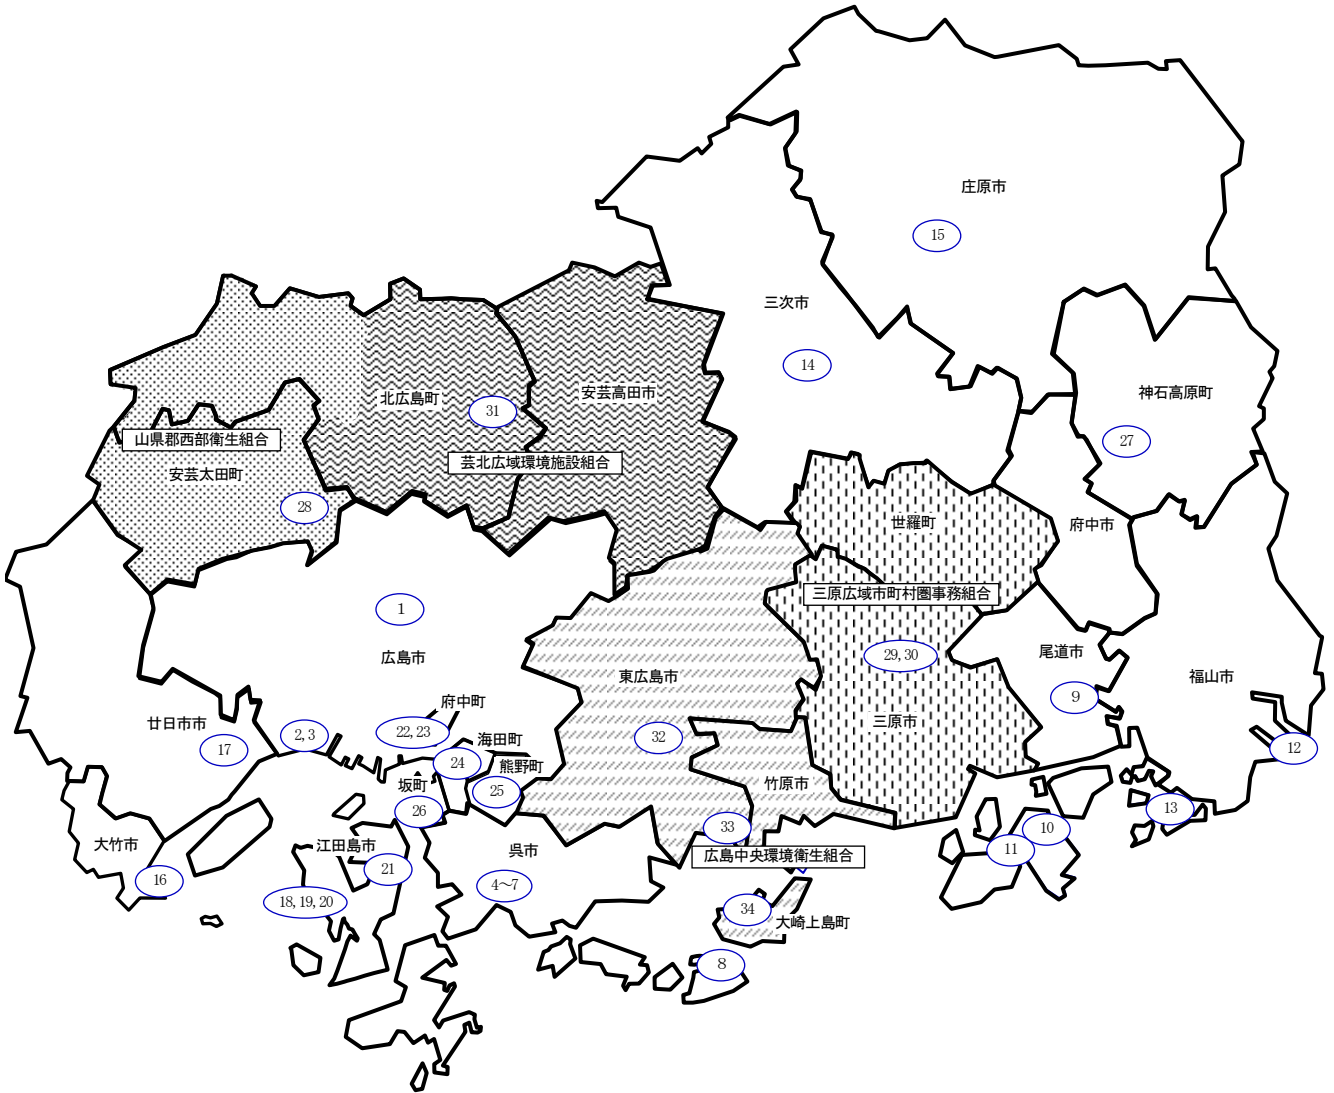 庄原市
15
三次市
14
神石高原町
27
北広島町
安芸高田市
31
山県郡西部衛生組合
芸北広域環境施設組合
安芸太田町
28
世羅町
府中市
三原広域市町村圏事務組合
1
広島市
29, 30
尾道市
東広島市
福山市
9
府中町
廿日市市
2, 3
22, 23
海田町
三原市
17
32
12
24
熊野町
坂町
25
竹原市
26
13
33
10
大竹市
江田島市
呉市
11
広島中央環境衛生組合
21
16
4～7
18, 19, 20
34
大崎上島町
8